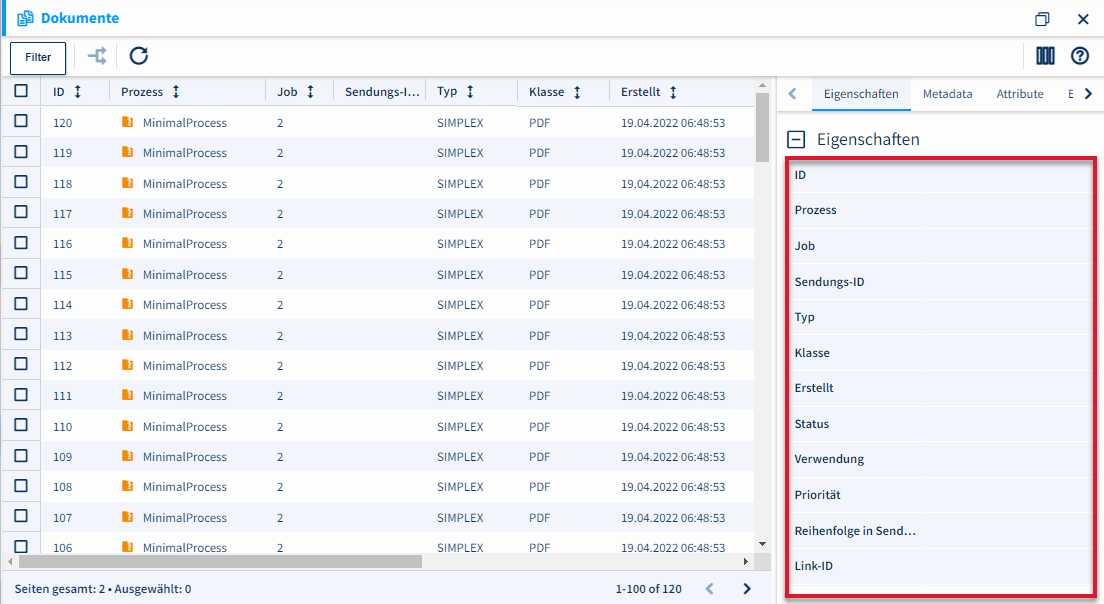 Dokumente
Filter
ID Prozess Job Sendungs-I... Typ Klasse Erstellt
120 MinimalProcess 2 SIMPLEX PDF 19.04.2022 06:48:53
119 MinimalProcess 2 SIMPLEX PDF 19.04.2022 06:48:53
118 MinimalProcess 2 SIMPLEX PDF 19.04.2022 06:48:53
117 MinimalProcess 2 SIMPLEX PDF 19.04.2022 06:48:53
116 MinimalProcess 2 SIMPLEX PDF 19.04.2022 06:48:53
115 MinimalProcess 2 SIMPLEX PDF 19.04.2022 06:48:53
114 MinimalProcess 2 SIMPLEX PDF 19.04.2022 06:48:53
113 MinimalProcess 2 SIMPLEX PDF 19.04.2022 06:48:53
112 MinimalProcess 2 SIMPLEX PDF 19.04.2022 06:48:53
111 MinimalProcess 2 SIMPLEX PDF 19.04.2022 06:48:53
110 MinimalProcess 2 SIMPLEX PDF 19.04.2022 06:48:53
109 MinimalProcess 2 SIMPLEX PDF 19.04.2022 06:48:53
108 MinimalProcess 2 SIMPLEX PDF 19.04.2022 06:48:53
107 MinimalProcess 2 SIMPLEX PDF 19.04.2022 06:48:53
106 MinimalProcess 2 SIMPLEX PDF 19.04.2022 06:48:53
Seiten gesamt: 2 • Ausgewählt: 0 1-100 of 120
Eigenschaften Metadata Attribute E
Eigenschaften
ID
Prozess
Job
Sendungs-ID
Typ
Klasse
Erstellt
Status
Verwendung
Priorität
Reihenfolge in Send...
Link-ID